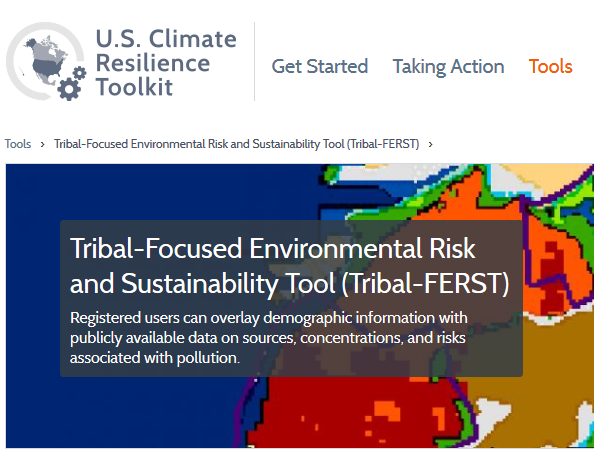 U.S. Climate
Resilience
Toolkit
Get Started Taking Action Tools
Tools › Tribal-Focused Environmental Risk and Sustainability Tool (Tribal-FERST) ›
Tribal-Focused Environmental Risk
and Sustainability Tool (Tribal-FERST)
Registered users can overlay demographic information with
publicly available data on sources, concentrations, and risks
associated with pollution.